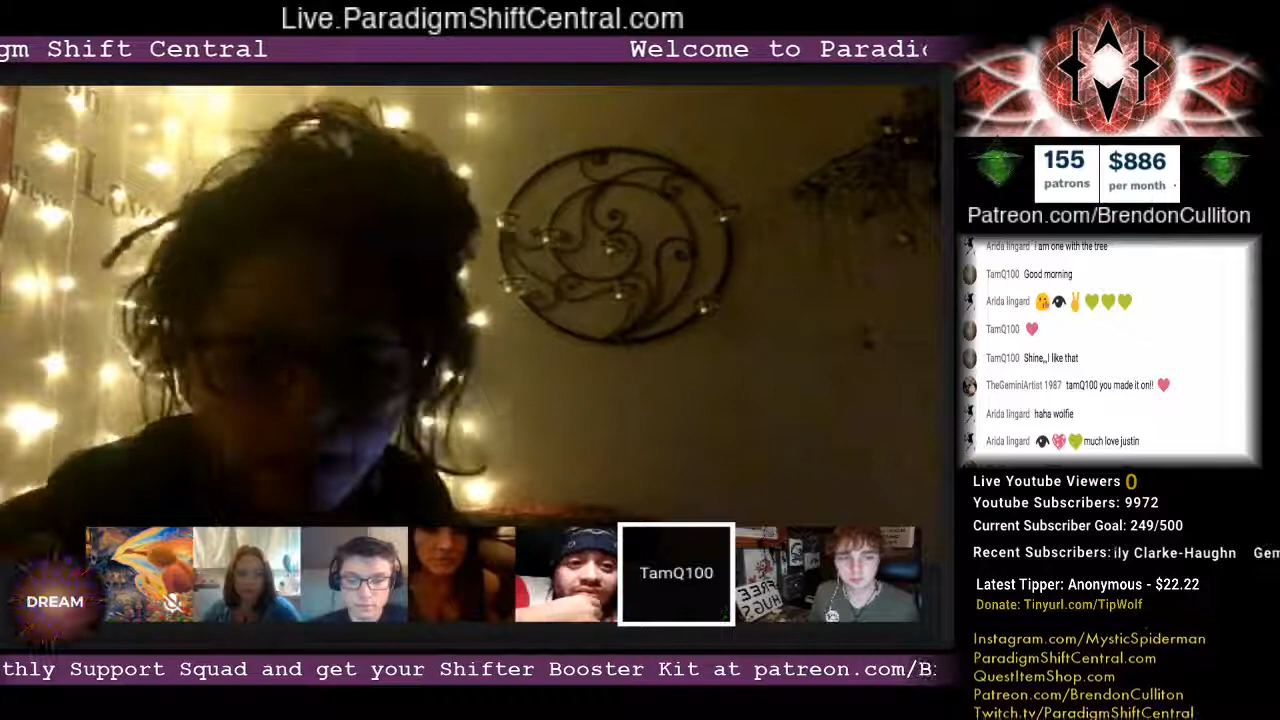 Live.ParadigmShiftCentral.com
gm Shift Central
Welcome to Paradi
155
patrons
$886
per month
Patreon.com/BrendonCulliton
Arida lingard i am one with the tree
TamQ100 Good morning
Arida lingard 😘👁✌💚💚💚
TamQ100 ❤
TamQ100 Shine,,I like that
TheGeminiArtist 1987 tamQ100 you made it on!! ❤
Arida lingard haha wolfie
Arida lingard 👁💖💚much love justin
Live Youtube Viewers 0
Youtube Subscribers: 9972
Current Subscriber Goal: 249/500
Recent Subscribers: ily Clarke-Haughn Gem
Latest Tipper: Anonymous - $22.22
Donate: Tinyurl.com/TipWolf
Instagram.com/MysticSpiderman
ParadigmShiftCentral.com
QuestItemShop.com
Patreon.com/BrendonCulliton
Twitch.tv/ParadigmShiftCentral
Love
DREAM
TamQ100
FREE
HUGS
thly Support Squad and get your Shifter Booster Kit at patreon.com/B